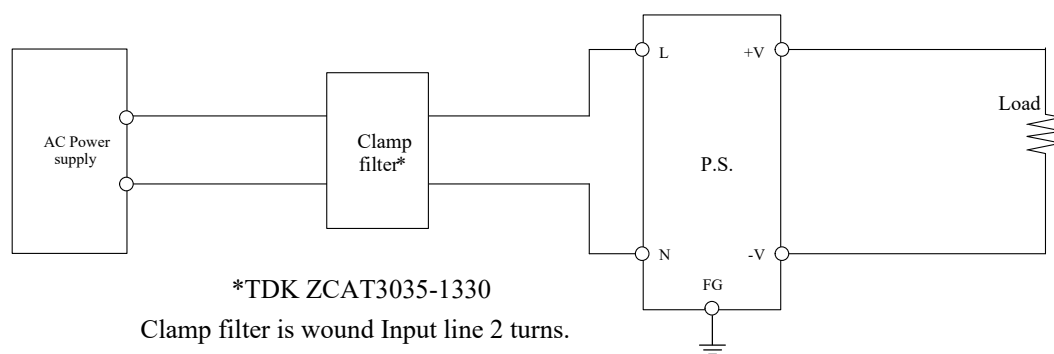 AC Power
supply
Clamp
filter*
L
N
P.S.
+V
-V
FG
Load
*TDK ZCAT3035-1330
Clamp filter is wound Input line 2 turns.